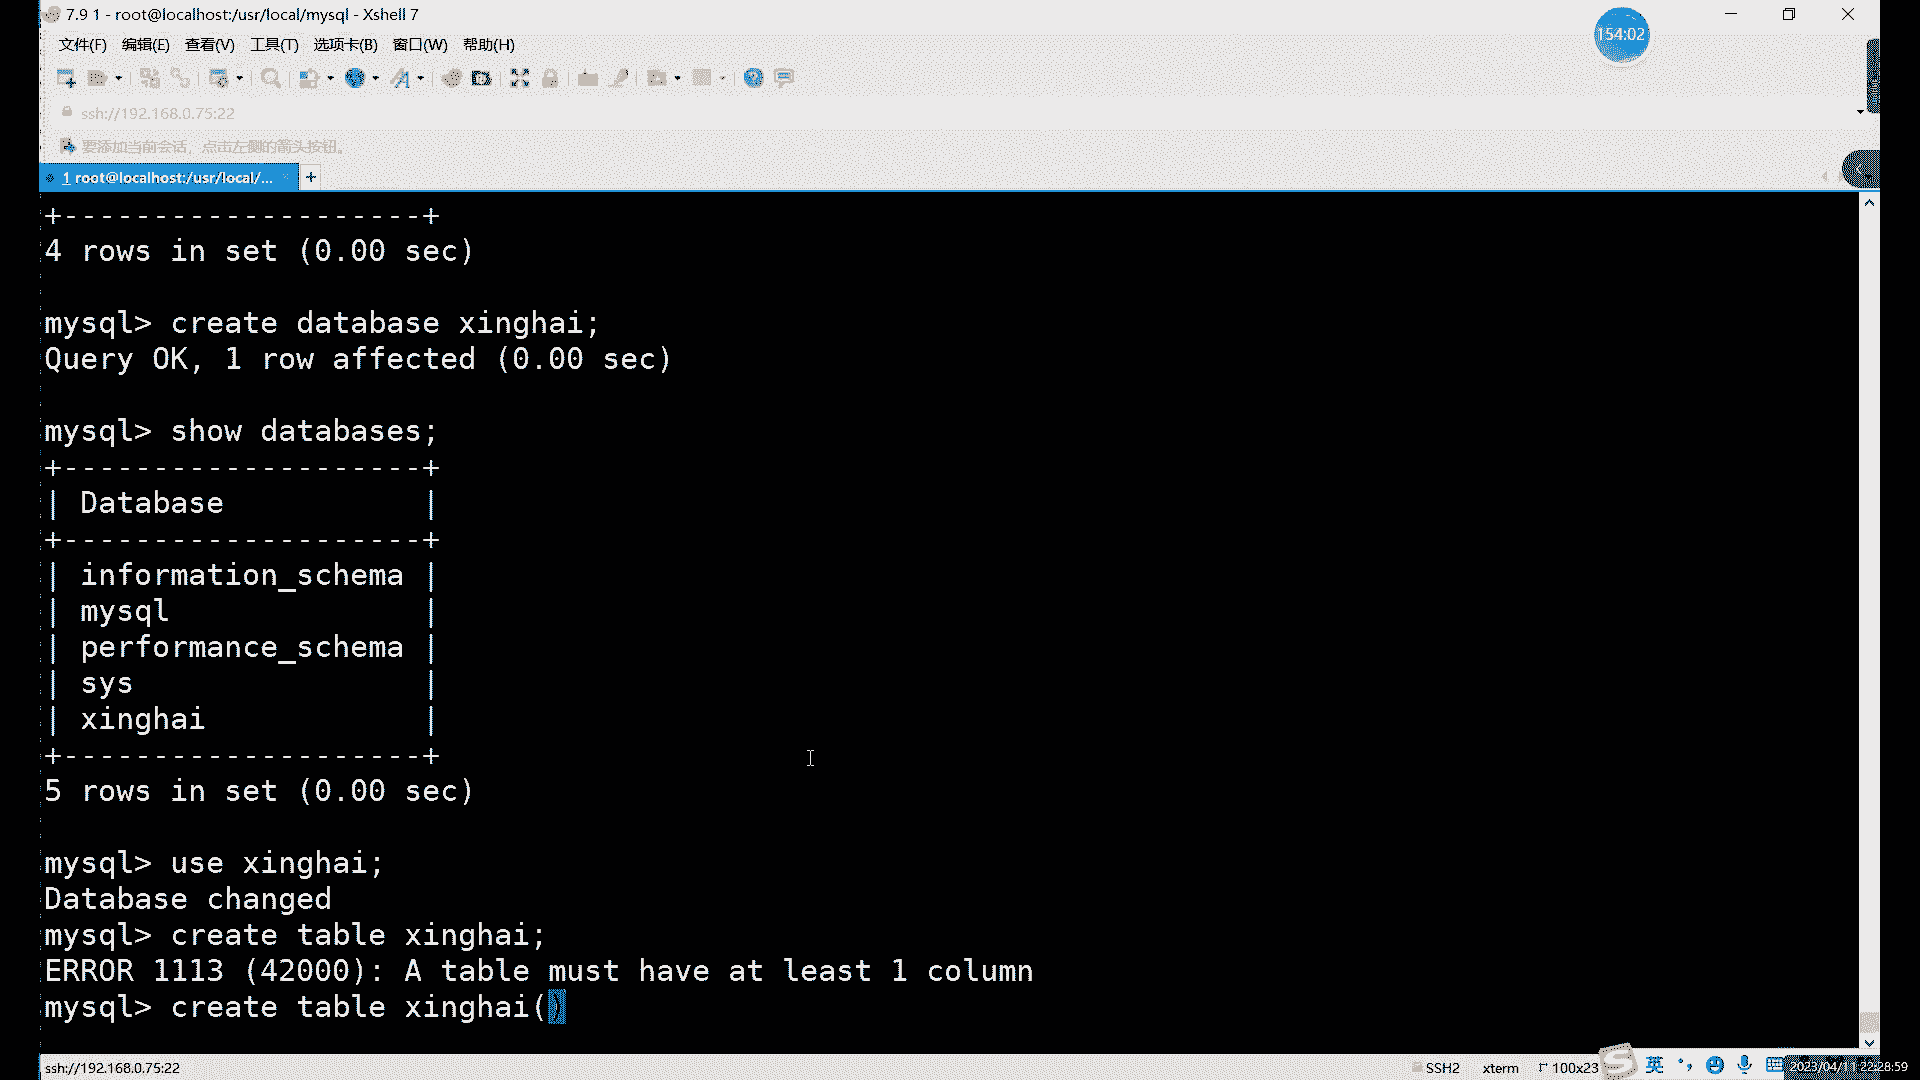 7.9 1 - root@localhost:/usr/local/mysql - Xshell 7
154:02
文件(F) 编辑(E) 查看(V) 工具(T) 选项卡(B) 窗口(W) 帮助(H)
ssh://192.168.0.75:22
要添加当前会话，点击左侧的箭头按钮。
1 root@localhost:/usr/local/...
+--------------------+
4 rows in set (0.00 sec)
mysql> create database xinghai;
Query OK, 1 row affected (0.00 sec)
mysql> show databases;
+--------------------+
| Database           |
+--------------------+
| information_schema |
| mysql              |
| performance_schema |
| sys                |
| xinghai            |
+--------------------+
5 rows in set (0.00 sec)
mysql> use xinghai;
Database changed
mysql> create table xinghai;
ERROR 1113 (42000): A table must have at least 1 column
mysql> create table xinghai()
ssh://192.168.0.75:22 SSH2 xterm 100x23 英 2023/04/11 22:28:59